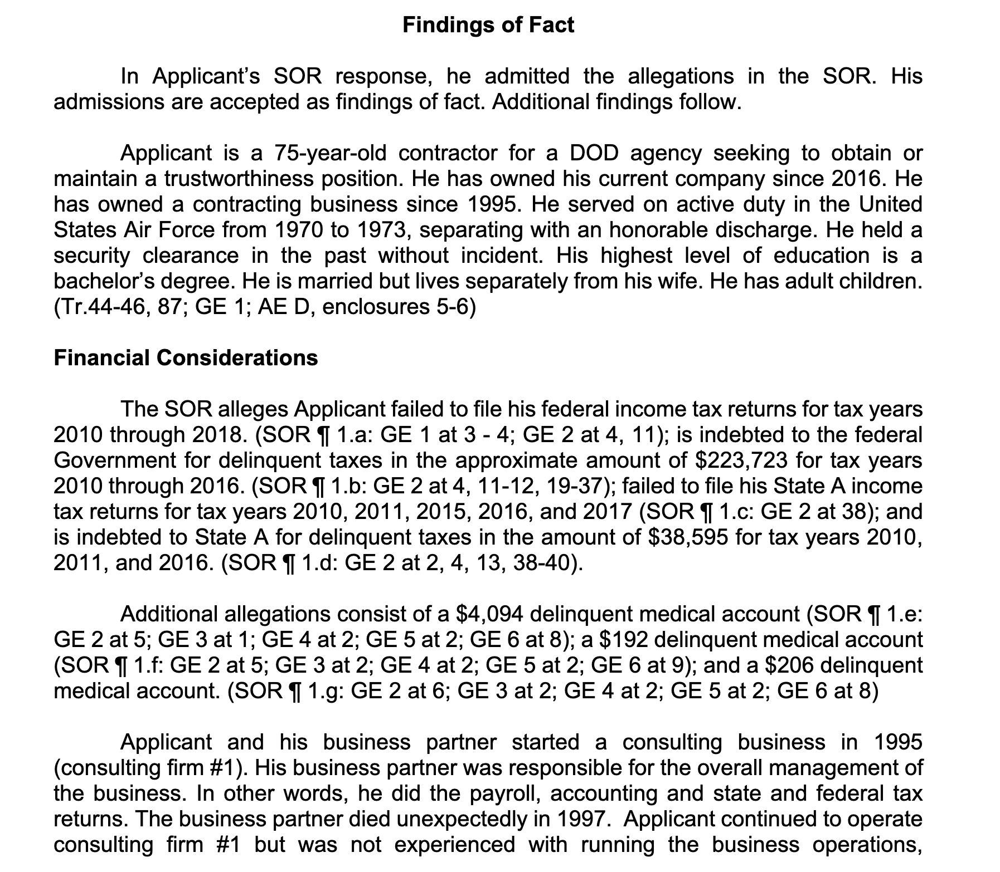 Findings of Fact
In Applicant’s SOR response, he admitted the allegations in the SOR. His
admissions are accepted as findings of fact. Additional findings follow.
Applicant is a 75-year-old contractor for a DOD agency seeking to obtain or
maintain a trustworthiness position. He has owned his current company since 2016. He
has owned a contracting business since 1995. He served on active duty in the United
States Air Force from 1970 to 1973, separating with an honorable discharge. He held a
security clearance in the past without incident. His highest level of education is a
bachelor’s degree. He is married but lives separately from his wife. He has adult children.
(Tr.44-46, 87; GE 1; AE D, enclosures 5-6)
Financial Considerations
The SOR alleges Applicant failed to file his federal income tax returns for tax years
2010 through 2018. (SOR ¶ 1.a: GE 1 at 3 - 4; GE 2 at 4, 11); is indebted to the federal
Government for delinquent taxes in the approximate amount of $223,723 for tax years
2010 through 2016. (SOR ¶ 1.b: GE 2 at 4, 11-12, 19-37); failed to file his State A income
tax returns for tax years 2010, 2011, 2015, 2016, and 2017 (SOR ¶ 1.c: GE 2 at 38); and
is indebted to State A for delinquent taxes in the amount of $38,595 for tax years 2010,
2011, and 2016. (SOR ¶ 1.d: GE 2 at 2, 4, 13, 38-40).
Additional allegations consist of a $4,094 delinquent medical account (SOR ¶ 1.e:
GE 2 at 5; GE 3 at 1; GE 4 at 2; GE 5 at 2; GE 6 at 8); a $192 delinquent medical account
(SOR ¶ 1.f: GE 2 at 5; GE 3 at 2; GE 4 at 2; GE 5 at 2; GE 6 at 9); and a $206 delinquent
medical account. (SOR ¶ 1.g: GE 2 at 6; GE 3 at 2; GE 4 at 2; GE 5 at 2; GE 6 at 8)
Applicant and his business partner started a consulting business in 1995
(consulting firm #1). His business partner was responsible for the overall management of
the business. In other words, he did the payroll, accounting and state and federal tax
returns. The business partner died unexpectedly in 1997.  Applicant continued to operate
consulting firm #1 but was not experienced with running the business operations,